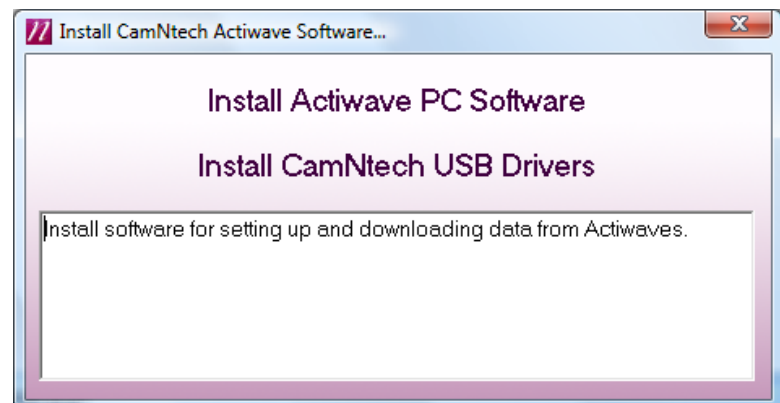 Install CamNtech Actiwave Software...
Install Actiwave PC Software
Install CamNtech USB Drivers
Install software for setting up and downloading data from Actiwaves.